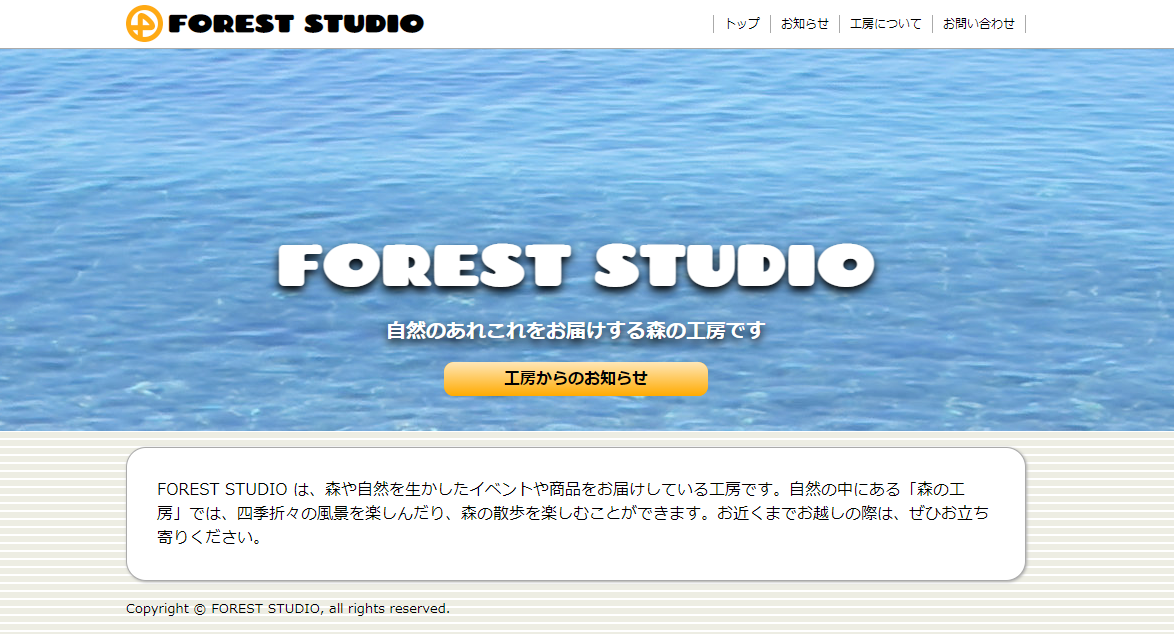 FOREST STUDIO
トップ
お知らせ
工房について
お問い合わせ
FOREST STUDIO
自然のあれこれをお届けする森の工房です
工房からのお知らせ
FOREST STUDIO は、森や自然を生かしたイベントや商品をお届けしている工房です。自然の中にある「森の工
房」では、四季折々の風景を楽しんだり、森の散歩を楽しむことができます。お近くまでお越しの際は、ぜひお立ち
寄りください。
Copyright © FOREST STUDIO, all rights reserved.